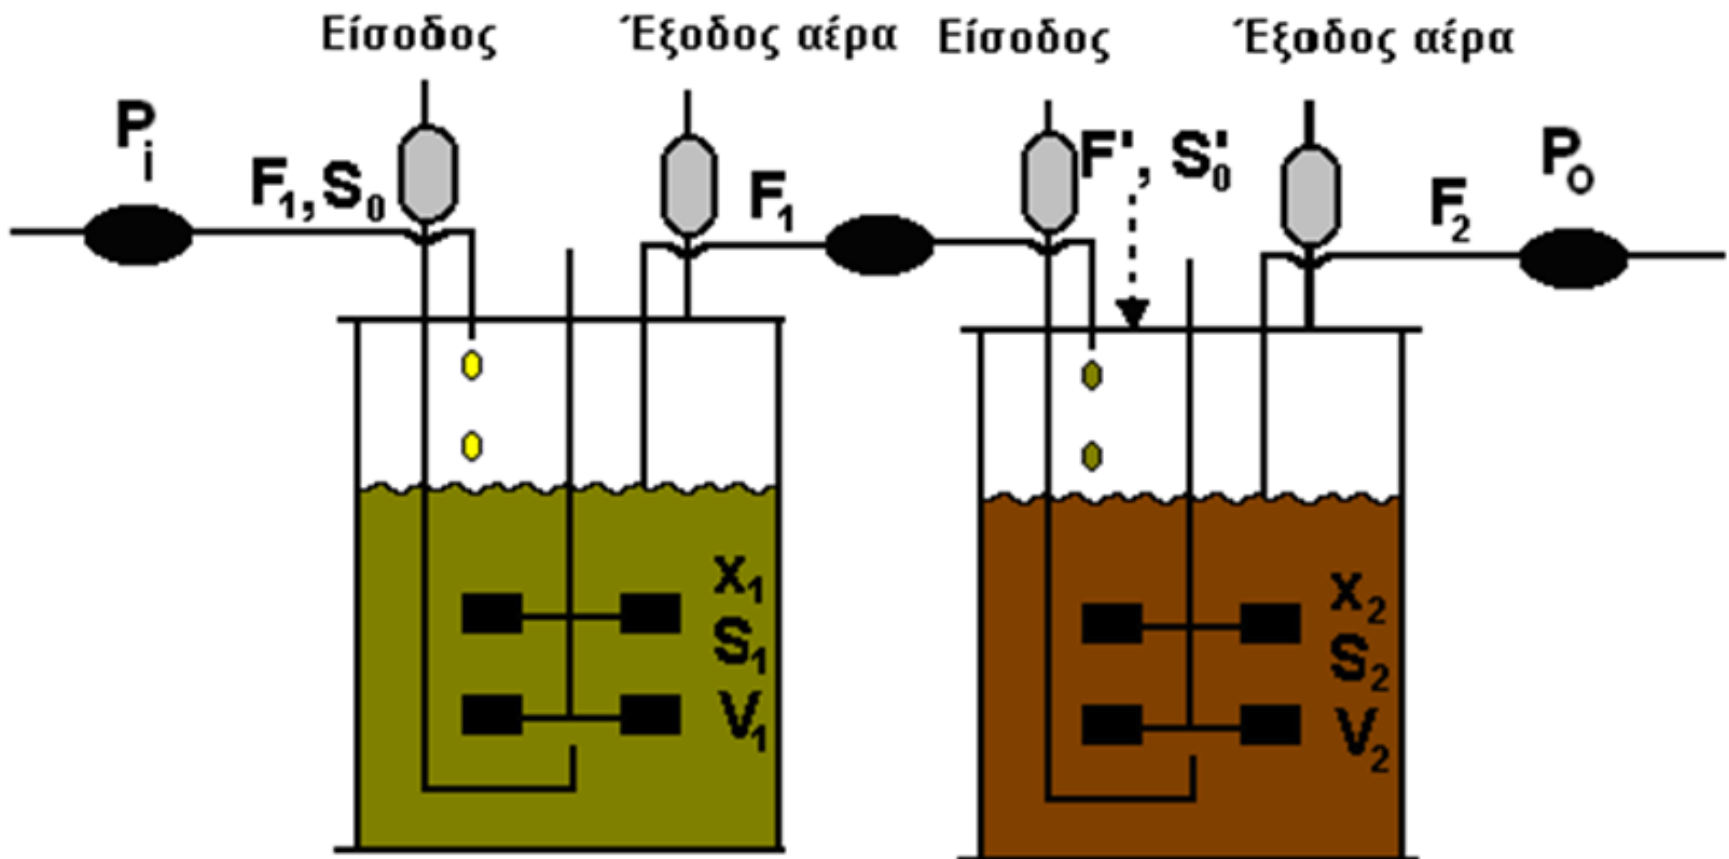 Είσοδος Έξοδος αέρα Είσοδος Έξοδος αέρα
Pi F1,S0 F1 F', S'0 F2 Po
x1 x2
S1 S2
V1 V2